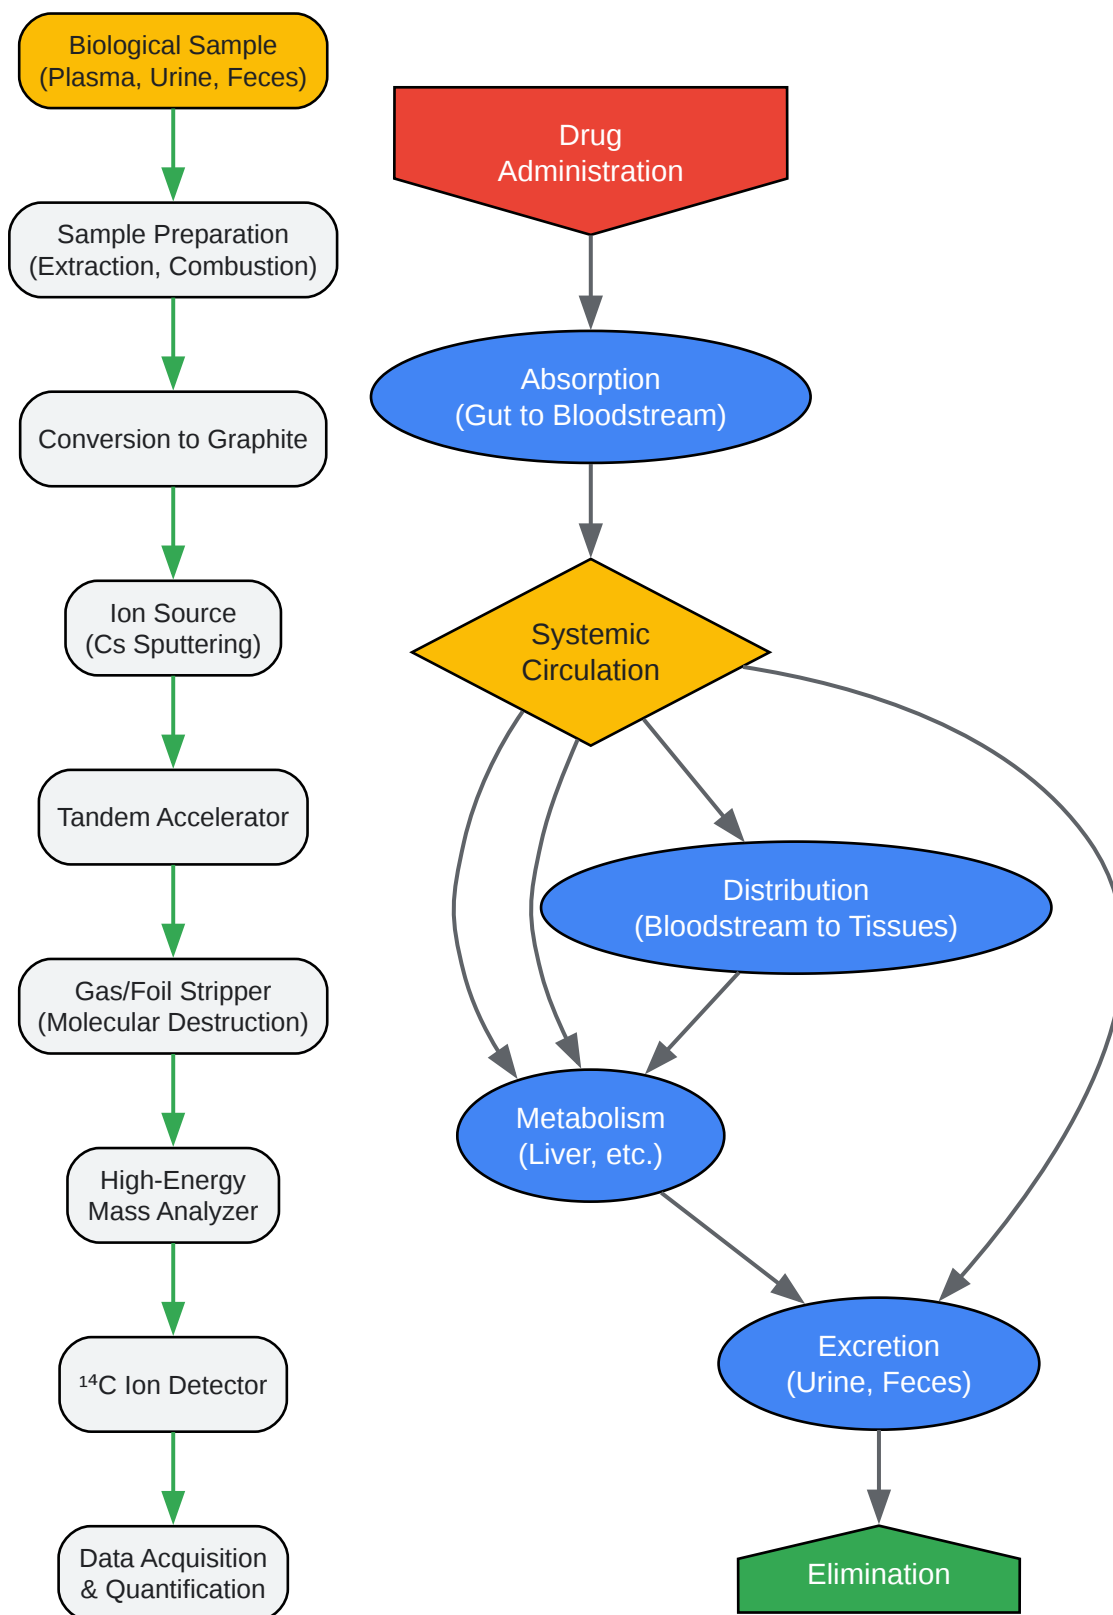 Biological Sample
(Plasma, Urine, Feces)
Sample Preparation
(Extraction, Combustion)
Conversion to Graphite
Ion Source
(Cs Sputtering)
Tandem Accelerator
Gas/Foil Stripper
(Molecular Destruction)
High-Energy
Mass Analyzer
¹⁴C Ion Detector
Data Acquisition
& Quantification
Drug
Administration
Absorption
(Gut to Bloodstream)
Systemic
Circulation
Distribution
(Bloodstream to Tissues)
Metabolism
(Liver, etc.)
Excretion
(Urine, Feces)
Elimination